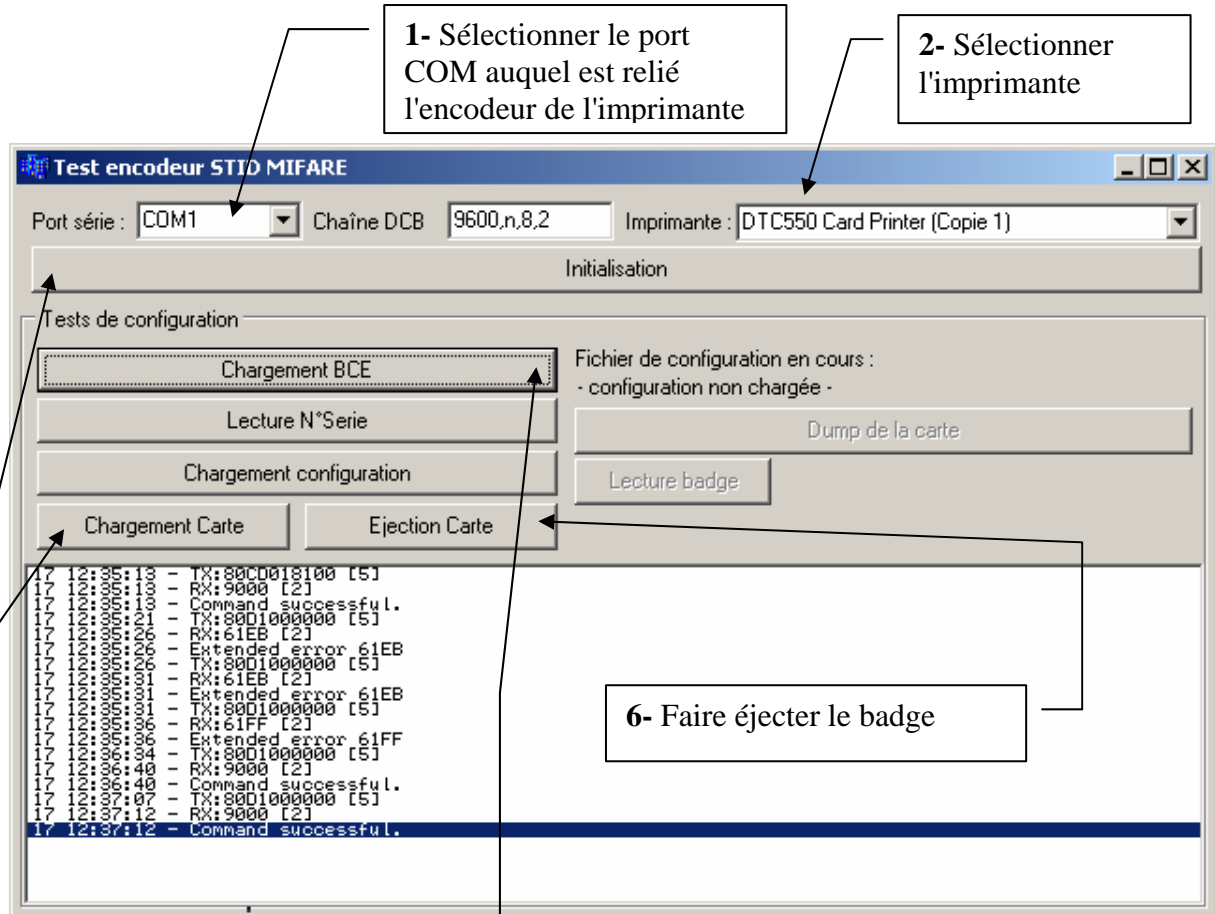 1- Sélectionner le port
COM auquel est relié
l'encodeur de l'imprimante
2- Sélectionner
l'imprimante
Test encodeur STID MIFARE
Port série : COM1 Chaîne DCB 9600,n,8,2 Imprimante : DTC550 Card Printer (Copie 1)
Initialisation
Tests de configuration
Chargement BCE
Fichier de configuration en cours :
- configuration non chargée -
Lecture N°Serie
Dump de la carte
Chargement configuration
Lecture badge
Chargement Carte
Ejection Carte
17 12:35:13 - TX:80CD018100 [5]
17 12:35:13 - RX:9000 [2]
17 12:35:13 - Command successful.
17 12:35:21 - TX:80D1000000 [5]
17 12:35:26 - RX:61EB [2]
17 12:35:26 - Extended error 61EB
17 12:35:26 - TX:80D1000000 [5]
17 12:35:31 - RX:61EB [2]
17 12:35:31 - Extended error 61EB
17 12:35:31 - TX:80D1000000 [5]
17 12:35:36 - RX:61FF [2]
17 12:35:36 - Extended error 61FF
17 12:36:34 - TX:80D1000000 [5]
17 12:36:40 - RX:9000 [2]
17 12:36:40 - Command successful.
17 12:37:07 - TX:80D1000000 [5]
17 12:37:12 - RX:9000 [2]
17 12:37:12 - Command successful.
6- Faire éjecter le badge